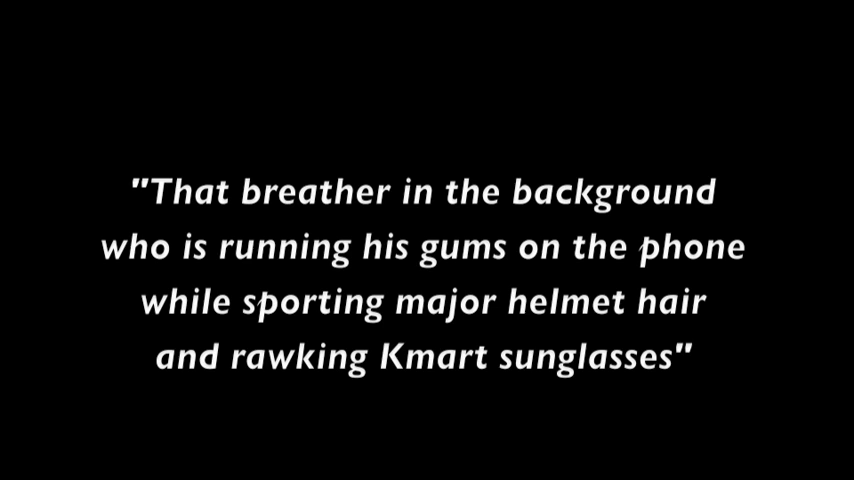 "That breather in the background
who is running his gums on the phone
while sporting major helmet hair
and rawking Kmart sunglasses"